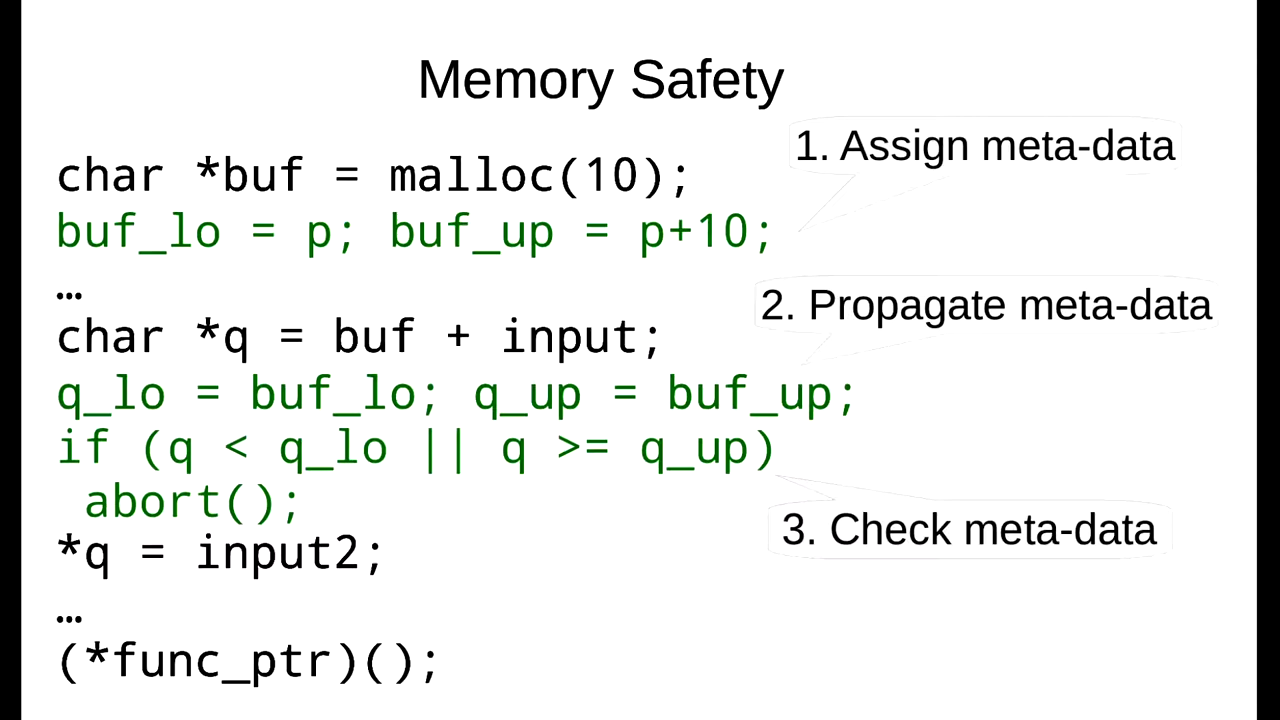 Memory Safety
1. Assign meta-data
char *buf = malloc(10);
buf_lo = p; buf_up = p+10;
…
2. Propagate meta-data
char *q = buf + input;
q_lo = buf_lo; q_up = buf_up;
if (q < q_lo || q >= q_up)
 abort();
3. Check meta-data
*q = input2;
…
(*func_ptr)();